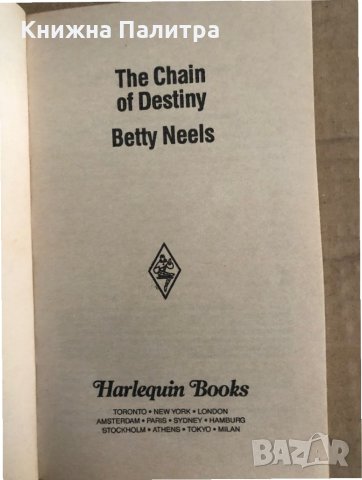 Книжна Палитра
The Chain
of Destiny
Betty Neels
Harlequin Books
TORONTO • NEW YORK • LONDON
AMSTERDAM • PARIS • SYDNEY • HAMBURG
STOCKHOLM • ATHENS • TOKYO • MILAN
BAZAR